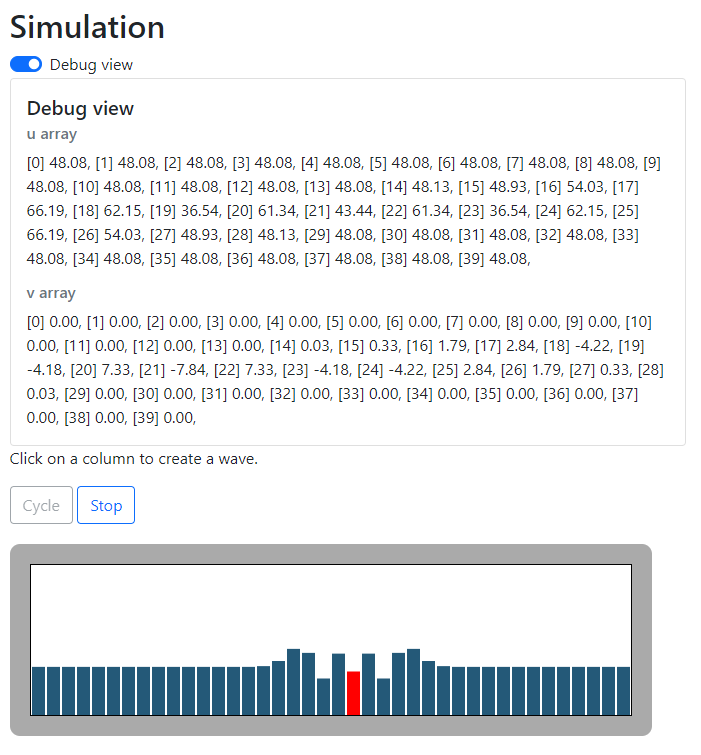 Simulation
Debug view
Debug view
u array
[0] 48.08, [1] 48.08, [2] 48.08, [3] 48.08, [4] 48.08, [5] 48.08, [6] 48.08, [7] 48.08, [8] 48.08, [9]
48.08, [10] 48.08, [11] 48.08, [12] 48.08, [13] 48.08, [14] 48.13, [15] 48.93, [16] 54.03, [17]
66.19, [18] 62.15, [19] 36.54, [20] 61.34, [21] 43.44, [22] 61.34, [23] 36.54, [24] 62.15, [25]
66.19, [26] 54.03, [27] 48.93, [28] 48.13, [29] 48.08, [30] 48.08, [31] 48.08, [32] 48.08, [33]
48.08, [34] 48.08, [35] 48.08, [36] 48.08, [37] 48.08, [38] 48.08, [39] 48.08,
v array
[0] 0.00, [1] 0.00, [2] 0.00, [3] 0.00, [4] 0.00, [5] 0.00, [6] 0.00, [7] 0.00, [8] 0.00, [9] 0.00, [10]
0.00, [11] 0.00, [12] 0.00, [13] 0.00, [14] 0.03, [15] 0.33, [16] 1.79, [17] 2.84, [18] -4.22, [19]
-4.18, [20] 7.33, [21] -7.84, [22] 7.33, [23] -4.18, [24] -4.22, [25] 2.84, [26] 1.79, [27] 0.33, [28]
0.03, [29] 0.00, [30] 0.00, [31] 0.00, [32] 0.00, [33] 0.00, [34] 0.00, [35] 0.00, [36] 0.00, [37]
0.00, [38] 0.00, [39] 0.00,
Click on a column to create a wave.
Cycle Stop